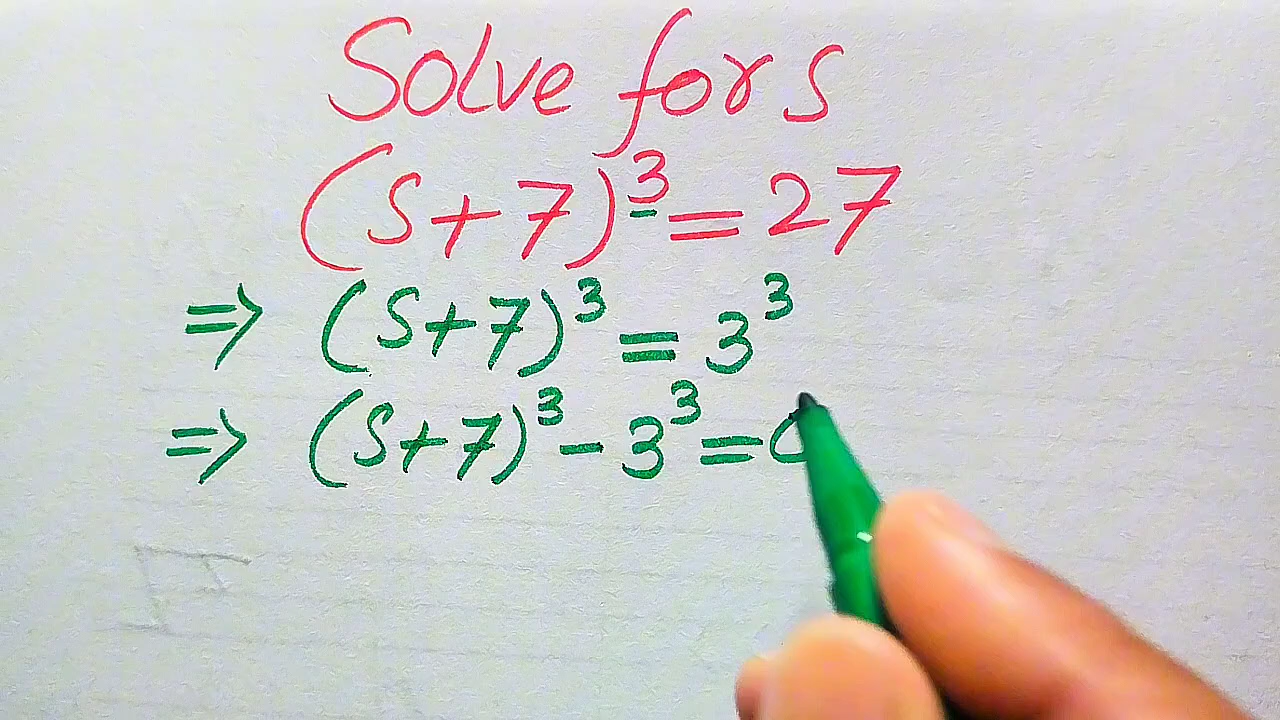 Solve for s
(s+7)³=27
⇒ (s+7)³ = 3³
⇒ (s+7)³ - 3³ = 0